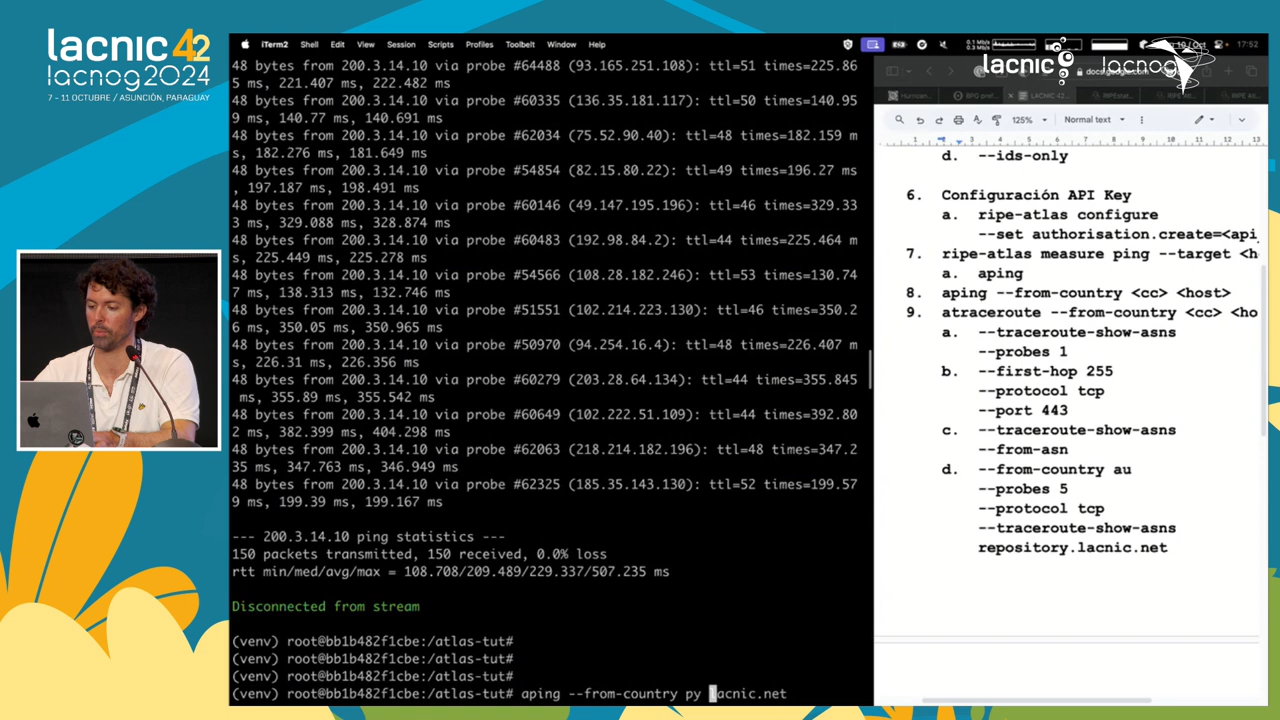 lacnic 42
lacnog2024
7 - 11 OCTUBRE / ASUNCIÓN, PARAGUAY
iTerm2 Shell Edit View Session Scripts Profiles Toolbelt Window Help
17:52
lacnic
lacnog
docs.google.com
125% Normal text
48 bytes from 200.3.14.10 via probe #64488 (93.165.251.108): ttl=51 times=225.86
5 ms, 221.407 ms, 222.482 ms
48 bytes from 200.3.14.10 via probe #60335 (136.35.181.117): ttl=50 times=140.95
9 ms, 140.77 ms, 140.691 ms
48 bytes from 200.3.14.10 via probe #62034 (75.52.90.40): ttl=48 times=182.159 m
s, 182.276 ms, 181.649 ms
48 bytes from 200.3.14.10 via probe #54854 (82.15.80.22): ttl=49 times=196.27 ms
, 197.187 ms, 198.491 ms
48 bytes from 200.3.14.10 via probe #60146 (49.147.195.196): ttl=46 times=329.33
3 ms, 329.088 ms, 328.874 ms
48 bytes from 200.3.14.10 via probe #60483 (192.98.84.2): ttl=44 times=225.464 m
s, 225.449 ms, 225.278 ms
48 bytes from 200.3.14.10 via probe #54566 (108.28.182.246): ttl=53 times=130.74
7 ms, 138.313 ms, 132.746 ms
48 bytes from 200.3.14.10 via probe #51551 (102.214.223.130): ttl=46 times=350.2
6 ms, 350.05 ms, 350.965 ms
48 bytes from 200.3.14.10 via probe #50970 (94.254.16.4): ttl=48 times=226.407 m
s, 226.31 ms, 226.356 ms
48 bytes from 200.3.14.10 via probe #60279 (203.28.64.134): ttl=44 times=355.845
ms, 355.89 ms, 355.542 ms
48 bytes from 200.3.14.10 via probe #60649 (102.222.51.109): ttl=44 times=392.80
2 ms, 382.399 ms, 404.298 ms
48 bytes from 200.3.14.10 via probe #62063 (218.214.182.196): ttl=48 times=347.2
35 ms, 347.763 ms, 346.949 ms
48 bytes from 200.3.14.10 via probe #62325 (185.35.143.130): ttl=52 times=199.57
9 ms, 199.39 ms, 199.167 ms
--- 200.3.14.10 ping statistics ---
150 packets transmitted, 150 received, 0.0% loss
rtt min/med/avg/max = 108.708/209.489/229.337/507.235 ms
Disconnected from stream
(venv) root@bb1b482f1cbe:/atlas-tut#
(venv) root@bb1b482f1cbe:/atlas-tut#
(venv) root@bb1b482f1cbe:/atlas-tut#
(venv) root@bb1b482f1cbe:/atlas-tut# aping --from-country py lacnic.net
d. --ids-only
6. Configuración API Key
a. ripe-atlas configure
--set authorisation.create=<api
7. ripe-atlas measure ping --target <h
a. aping
8. aping --from-country <cc> <host>
9. atraceroute --from-country <cc> <ho
a. --traceroute-show-asns
--probes 1
b. --first-hop 255
--protocol tcp
--port 443
c. --traceroute-show-asns
--from-asn
d. --from-country au
--probes 5
--protocol tcp
--traceroute-show-asns
repository.lacnic.net